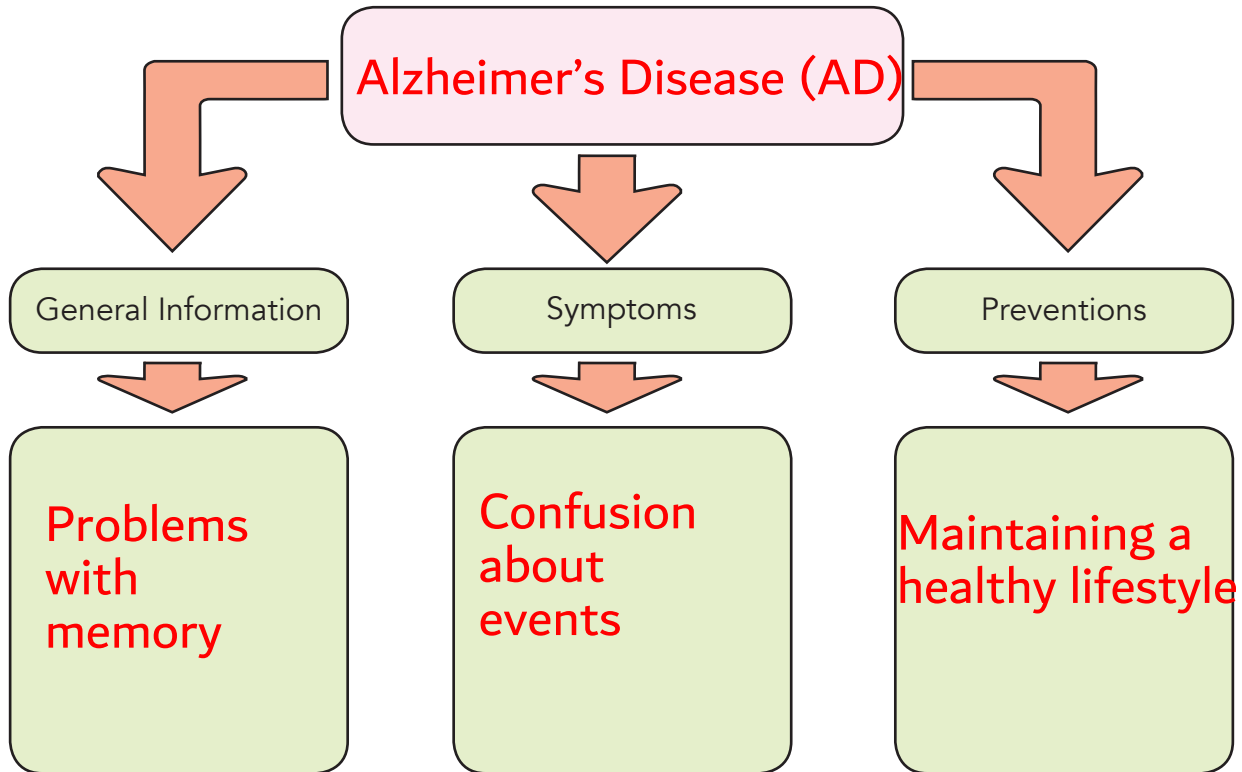 Alzheimer’s Disease (AD)
General Information
Symptoms
Preventions
Problems
with
memory
Confusion
about
events
Maintaining a
healthy lifestyle